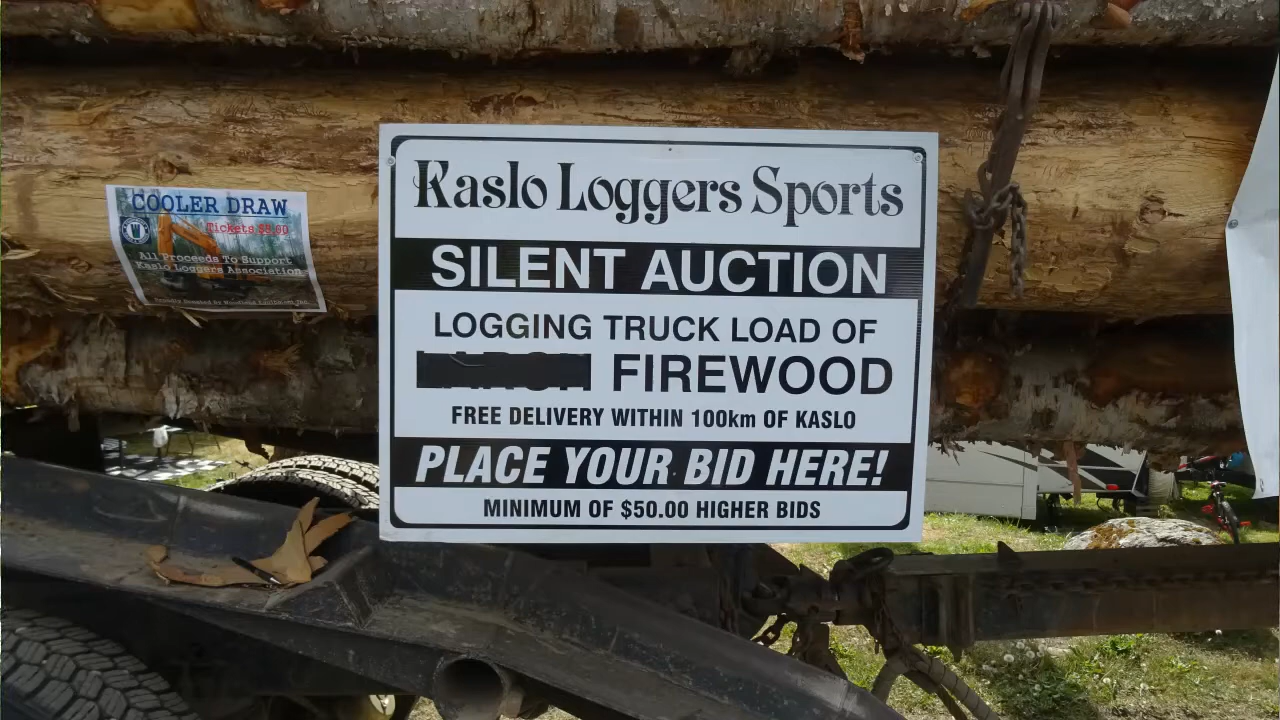 COOLER DRAW
Tickets $5.00
W
All Proceeds To Support
Kaslo Loggers Association
Kaslo Loggers Sports
SILENT AUCTION
LOGGING TRUCK LOAD OF
FIREWOOD
FREE DELIVERY WITHIN 100km OF KASLO
PLACE YOUR BID HERE!
MINIMUM OF $50.00 HIGHER BIDS